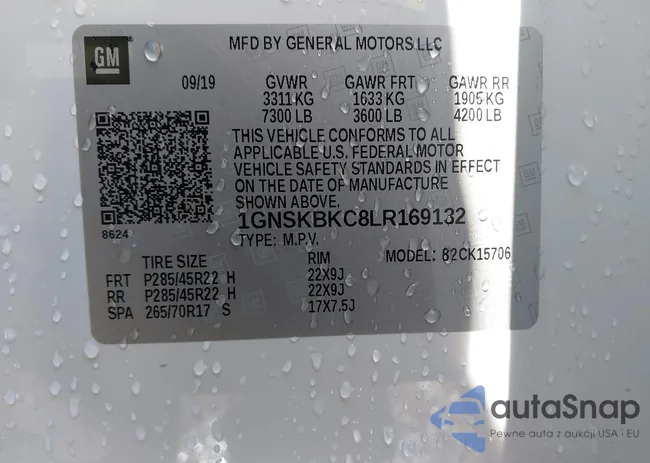 GM
MFD BY GENERAL MOTORS LLC
09/19 GVWR GAWR FRT GAWR RR
3311 KG 1633 KG 1905 KG
7300 LB 3600 LB 4200 LB
THIS VEHICLE CONFORMS TO ALL
APPLICABLE U.S. FEDERAL MOTOR
VEHICLE SAFETY STANDARDS IN EFFECT
ON THE DATE OF MANUFACTURE
SHOWN ABOVE.
8624
1GNSKBKC8LR169132
TYPE: M.P.V. MODEL: 82CK15706
TIRE SIZE RIM
FRT P285/45R22 H 22X9J
RR P285/45R22 H 22X9J
SPA 265/70R17 S 17X7.5J
autaSnap
Pewne auta z aukcji USA i EU